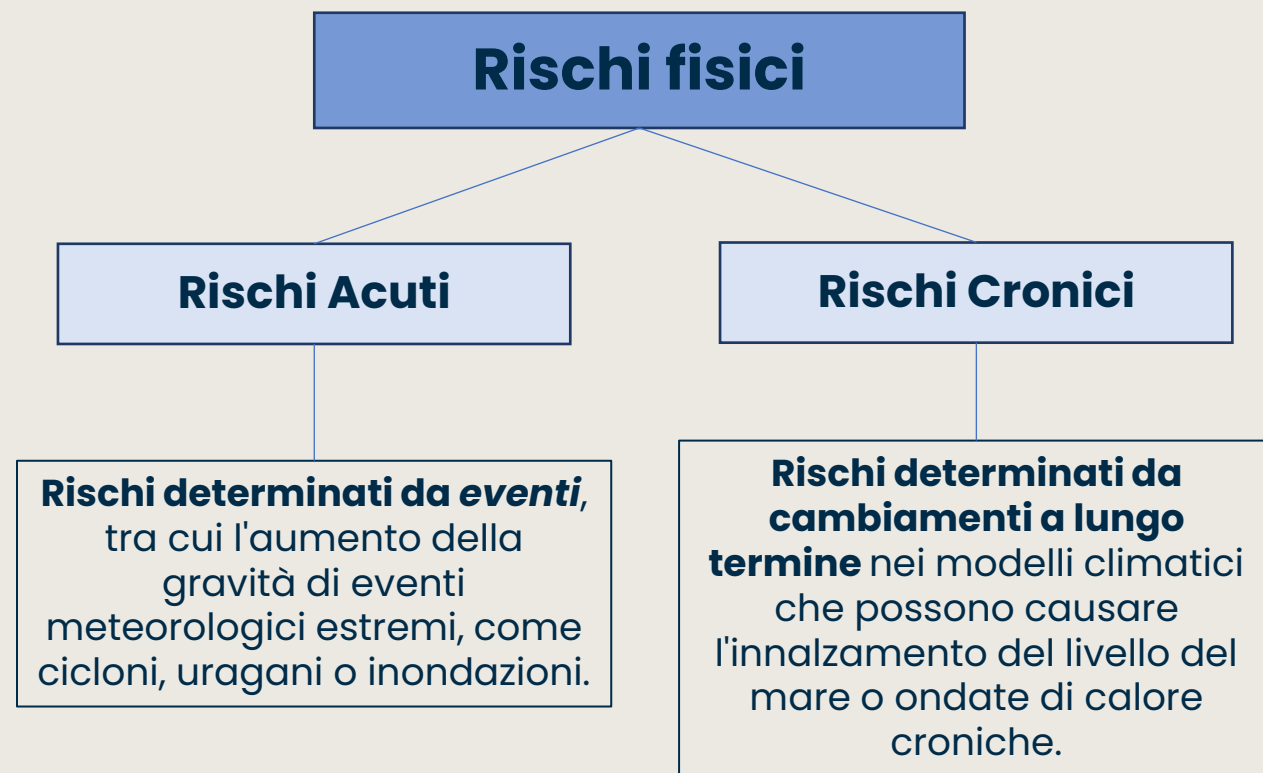 Rischi fisici
Rischi Acuti
Rischi Cronici
Rischi determinati da eventi,
tra cui l'aumento della
gravità di eventi
meteorologici estremi, come
cicloni, uragani o inondazioni.
Rischi determinati da
cambiamenti a lungo
termine nei modelli climatici
che possono causare
l'innalzamento del livello del
mare o ondate di calore
croniche.